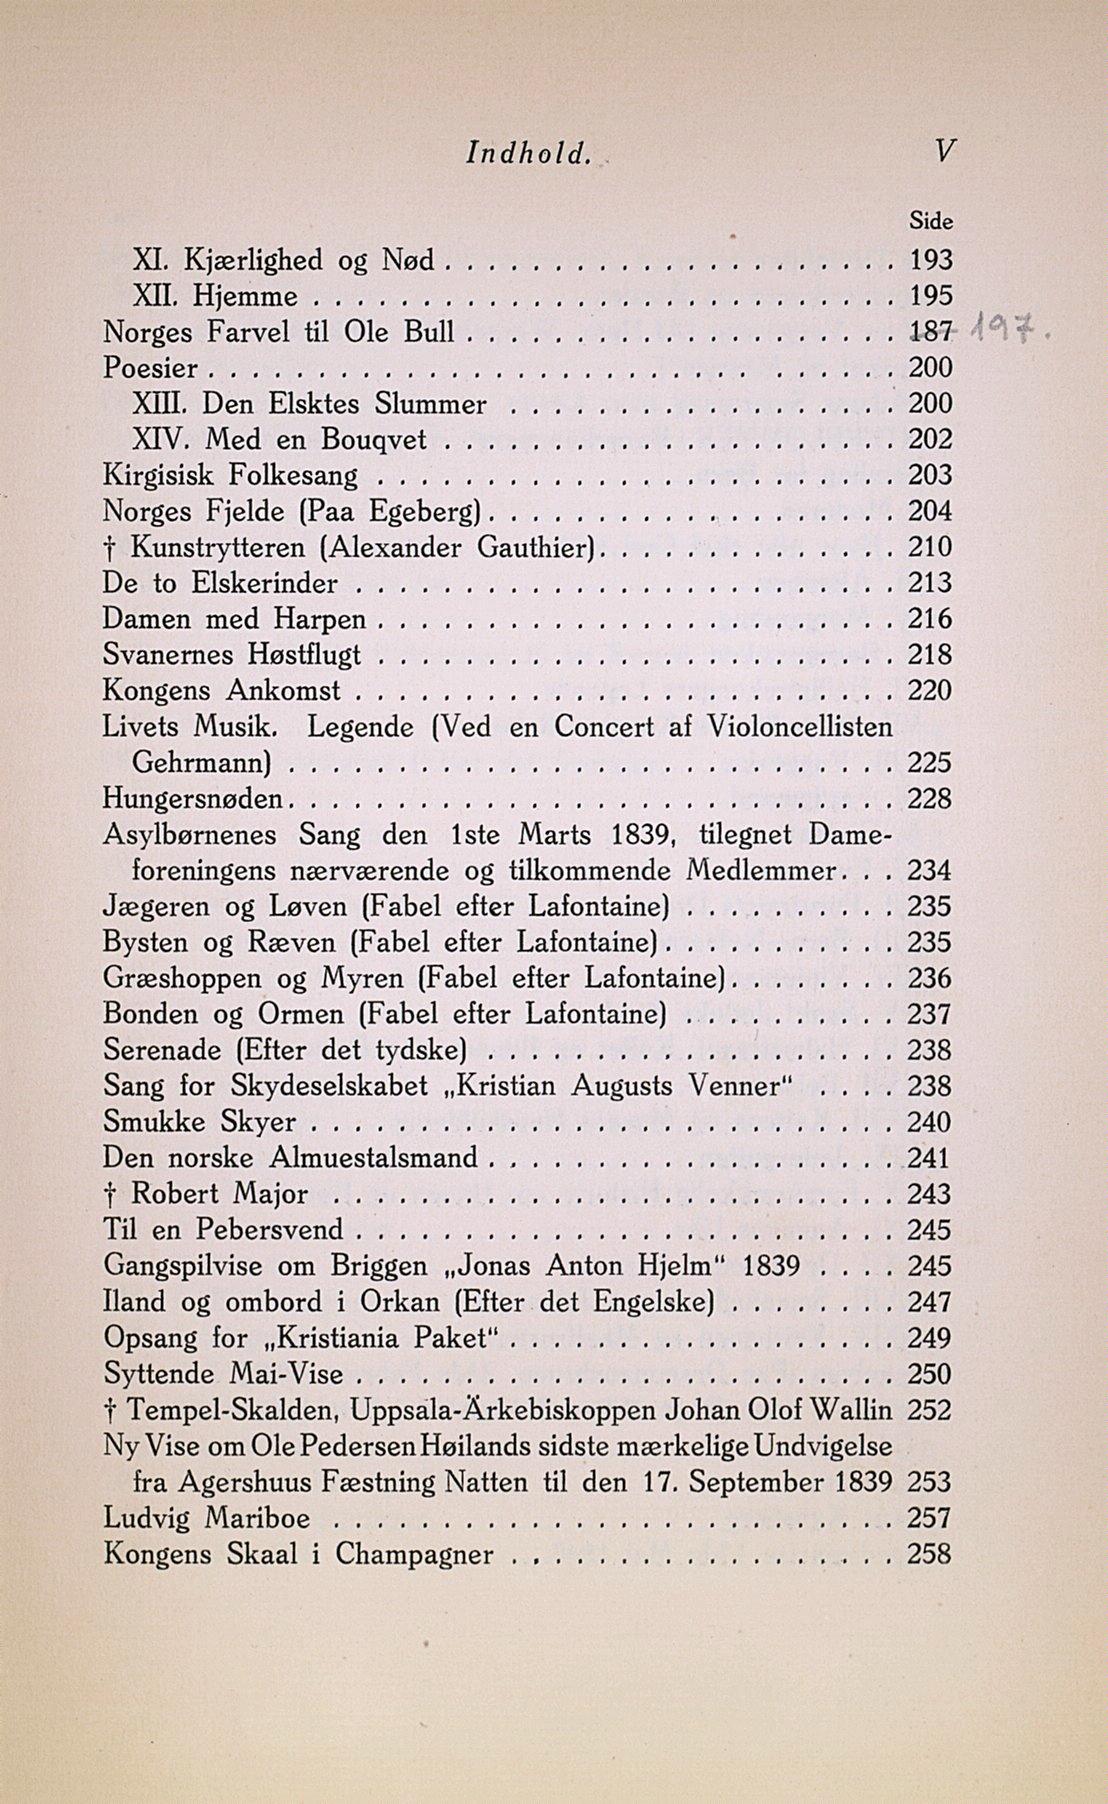 Indhold. V
Side
XI. Kjærlighed og Nød . . . . . . . . . . . . . . . . . . . . . 193
XII. Hjemme . . . . . . . . . . . . . . . . . . . . . . . . . . . 195
Norges Farvel til Ole Bull . . . . . . . . . . . . . . . . . . . . 187 197.
Poesier . . . . . . . . . . . . . . . . . . . . . . . . . . . . . . 200
XIII. Den Elsktes Slummer . . . . . . . . . . . . . . . . . . 200
XIV. Med en Bouqvet . . . . . . . . . . . . . . . . . . . . . 202
Kirgisisk Folkesang . . . . . . . . . . . . . . . . . . . . . . . . 203
Norges Fjelde (Paa Egeberg) . . . . . . . . . . . . . . . . . . . 204
† Kunstrytteren (Alexander Gauthier) . . . . . . . . . . . . . . 210
De to Elskerinder . . . . . . . . . . . . . . . . . . . . . . . . . 213
Damen med Harpen . . . . . . . . . . . . . . . . . . . . . . . . 216
Svanernes Høstflugt . . . . . . . . . . . . . . . . . . . . . . . . 218
Kongens Ankomst . . . . . . . . . . . . . . . . . . . . . . . . . 220
Livets Musik. Legende (Ved en Concert af Violoncellisten
Gehrmann) . . . . . . . . . . . . . . . . . . . . . . . . . . . . 225
Hungersnøden . . . . . . . . . . . . . . . . . . . . . . . . . . . 228
Asylbørnenes Sang den 1ste Marts 1839, tilegnet Dame-
foreningens nærværende og tilkommende Medlemmer . . . 234
Jægeren og Løven (Fabel efter Lafontaine) . . . . . . . . . . 235
Bysten og Ræven (Fabel efter Lafontaine) . . . . . . . . . . . 235
Græshoppen og Myren (Fabel efter Lafontaine) . . . . . . . . 236
Bonden og Ormen (Fabel efter Lafontaine) . . . . . . . . . . 237
Serenade (Efter det tydske) . . . . . . . . . . . . . . . . . . . 238
Sang for Skydeselskabet „Kristian Augusts Venner“ . . . . 238
Smukke Skyer . . . . . . . . . . . . . . . . . . . . . . . . . . . 240
Den norske Almuestalsmand . . . . . . . . . . . . . . . . . . . 241
† Robert Major . . . . . . . . . . . . . . . . . . . . . . . . . . 243
Til en Pebersvend . . . . . . . . . . . . . . . . . . . . . . . . . 245
Gangspilvise om Briggen „Jonas Anton Hjelm“ 1839 . . . . 245
Iland og ombord i Orkan (Efter det Engelske) . . . . . . . . 247
Opsang for „Kristiania Paket“ . . . . . . . . . . . . . . . . . . 249
Syttende Mai-Vise . . . . . . . . . . . . . . . . . . . . . . . . . 250
† Tempel-Skalden, Uppsala-Ärkebiskoppen Johan Olof Wallin 252
Ny Vise om Ole Pedersen Høilands sidste mærkelige Undvigelse
fra Agershuus Fæstning Natten til den 17. September 1839 253
Ludvig Mariboe . . . . . . . . . . . . . . . . . . . . . . . . . . 257
Kongens Skaal i Champagner . . . . . . . . . . . . . . . . . . 258